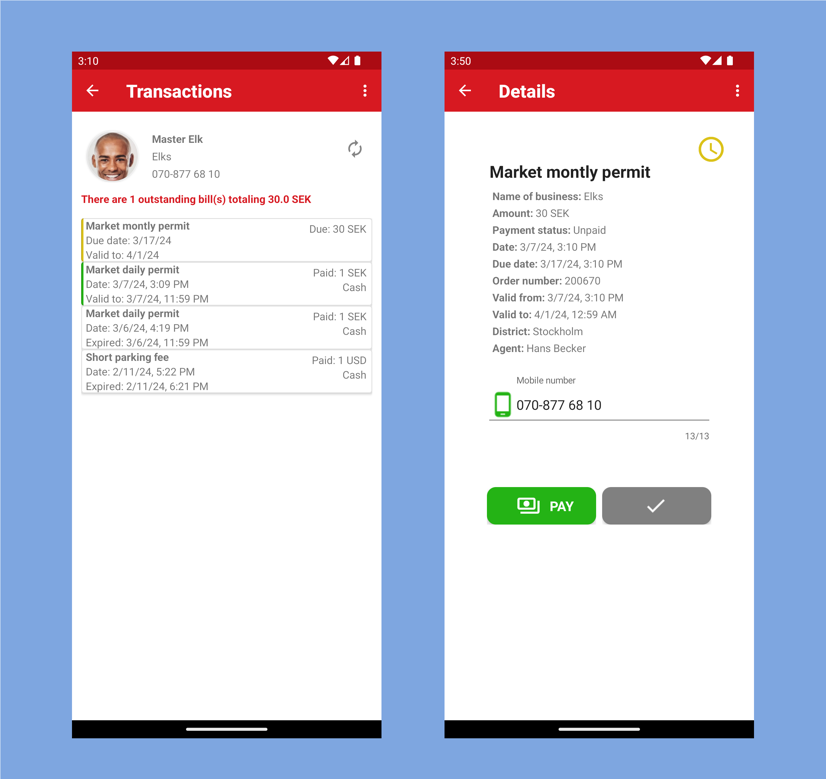 3:10
Transactions
Master Elk
Elks
070-877 68 10
There are 1 outstanding bill(s) totaling 30.0 SEK
Market montly permit
Due: 30 SEK
Due date: 3/17/24
Valid to: 4/1/24
Market daily permit
Paid: 1 SEK
Date: 3/7/24, 3:09 PM
Cash
Valid to: 3/7/24, 11:59 PM
Market daily permit
Paid: 1 SEK
Date: 3/6/24, 4:19 PM
Cash
Expired: 3/6/24, 11:59 PM
Short parking fee
Paid: 1 USD
Date: 2/11/24, 5:22 PM
Cash
Expired: 2/11/24, 6:21 PM
3:50
Details
Market montly permit
Name of business: Elks
Amount: 30 SEK
Payment status: Unpaid
Date: 3/7/24, 3:10 PM
Due date: 3/17/24, 3:10 PM
Order number: 200670
Valid from: 3/7/24, 3:10 PM
Valid to: 4/1/24, 12:59 AM
District: Stockholm
Agent: Hans Becker
Mobile number
070-877 68 10
13/13
PAY